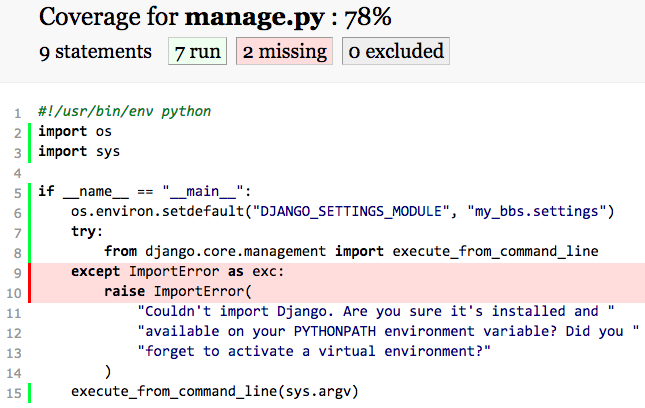 Coverage for manage.py : 78%
9 statements 7 run 2 missing 0 excluded
1 #!/usr/bin/env python
2 import os
3 import sys
4
5 if __name__ == "__main__":
6 os.environ.setdefault("DJANGO_SETTINGS_MODULE", "my_bbs.settings")
7 try:
8 from django.core.management import execute_from_command_line
9 except ImportError as exc:
10 raise ImportError(
11 "Couldn't import Django. Are you sure it's installed and "
12 "available on your PYTHONPATH environment variable? Did you "
13 "forget to activate a virtual environment?"
14 )
15 execute_from_command_line(sys.argv)